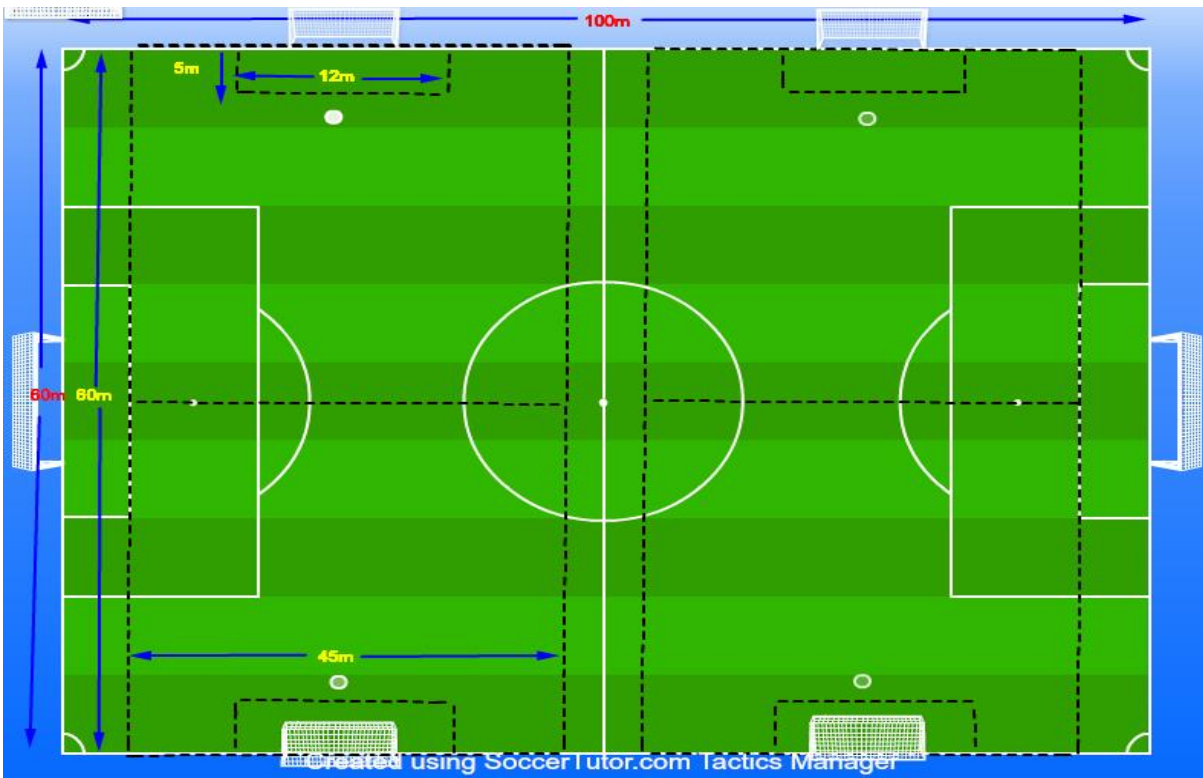 100m
5m
12m
60m
60m
45m
Created using SoccerTutor.com Tactics Manager